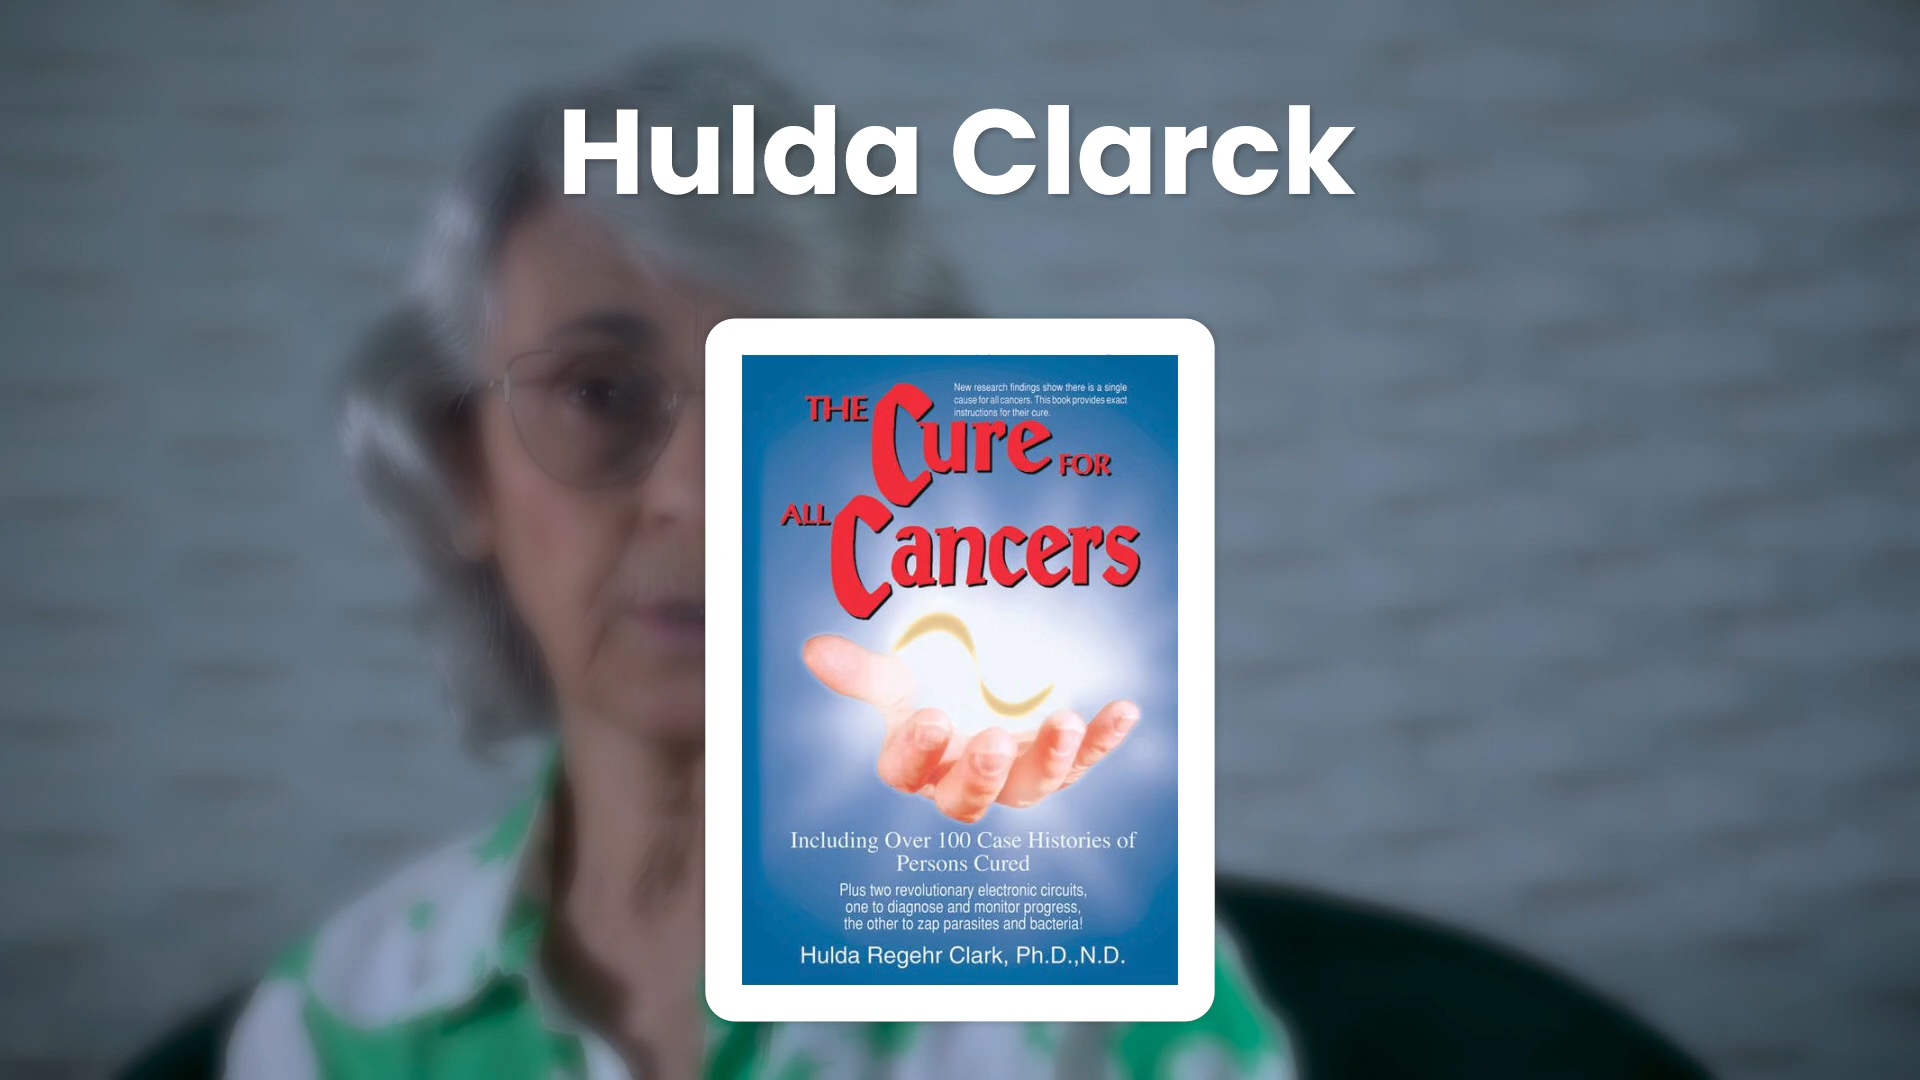 Hulda Clarck
New research findings show there is a single
cause for all cancers. This book provides exact
instructions for their cure.
THE Cure FOR
ALL Cancers
Including Over 100 Case Histories of
Persons Cured
Plus two revolutionary electronic circuits,
one to diagnose and monitor progress,
the other to zap parasites and bacteria!
Hulda Regehr Clark, Ph.D.,N.D.